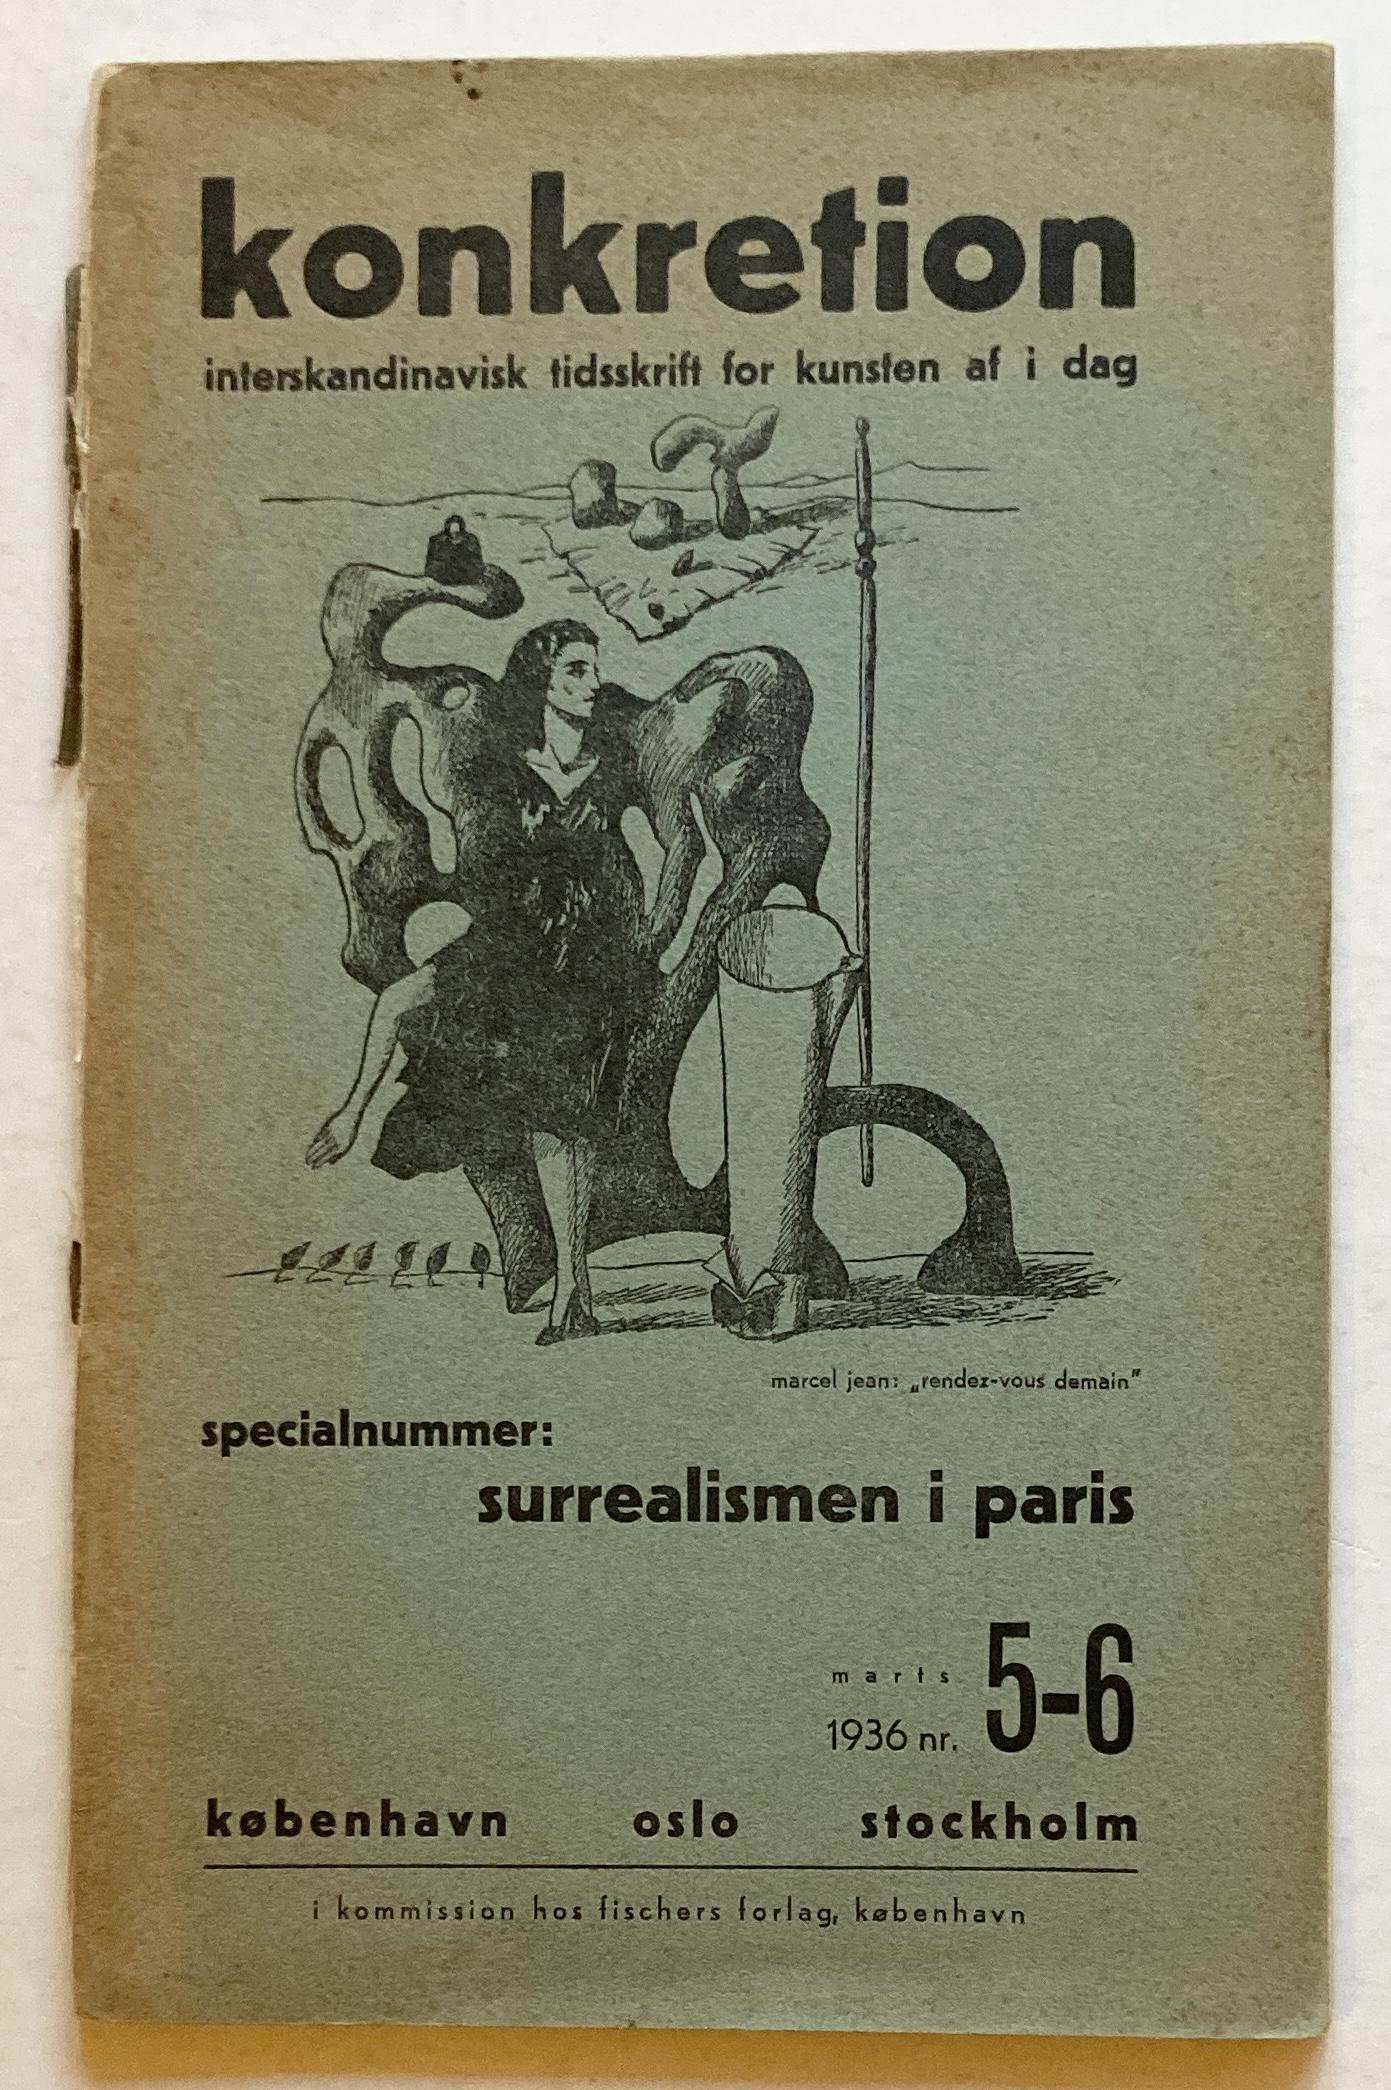 konkretion
interskandinavisk tidsskrift for kunsten af i dag
marcel jean: „rendez-vous demain"
specialnummer:
surrealismen i paris
marts
1936 nr. 5-6
københavn oslo stockholm
i kommission hos fischers forlag, københavn